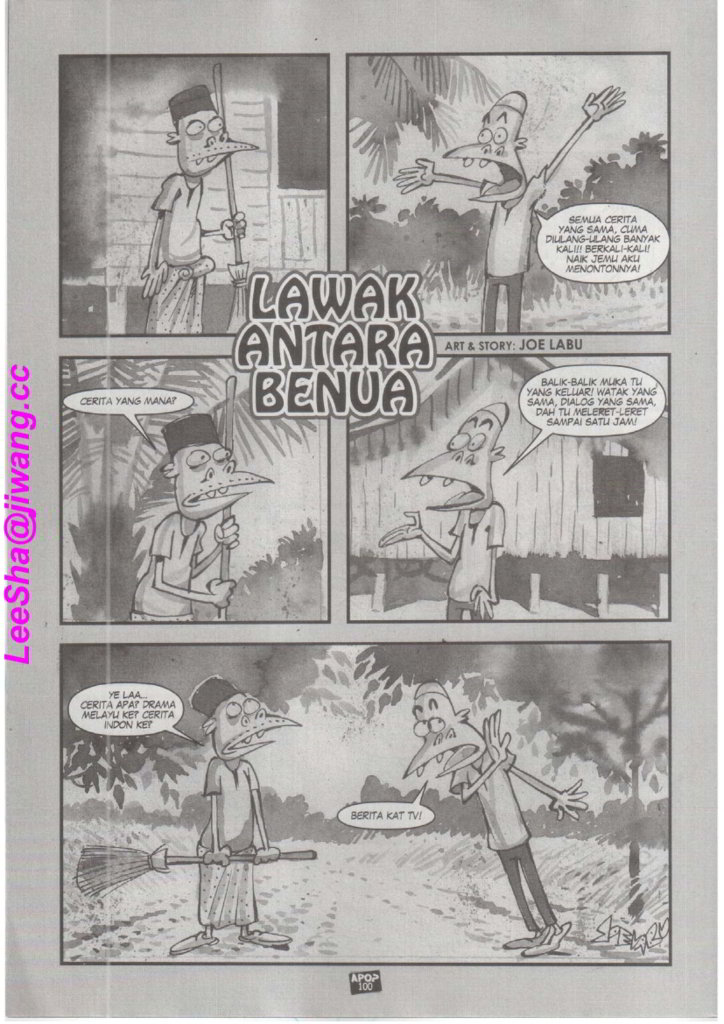 SEMUA CERITA
YANG SAMA, CUMA
DIULANG-ULANG BANYAK
KALI!! BERKALI-KALI!
NAIK JEMU AKU
MENONTONNYA!
LAWAK
ANTARA
BENUA
ART & STORY: JOE LABU
CERITA YANG MANA?
BALIK-BALIK MUKA TU
YANG KELUAR! WATAK YANG
SAMA, DIALOG YANG SAMA,
DAH TU MELERET-LERET
SAMPAI SATU JAM!
YE LAA...
CERITA APA? DRAMA
MELAYU KE? CERITA
INDON KE?
BERITA KAT TV!
APO?
100
LeeSha@jiwang.cc